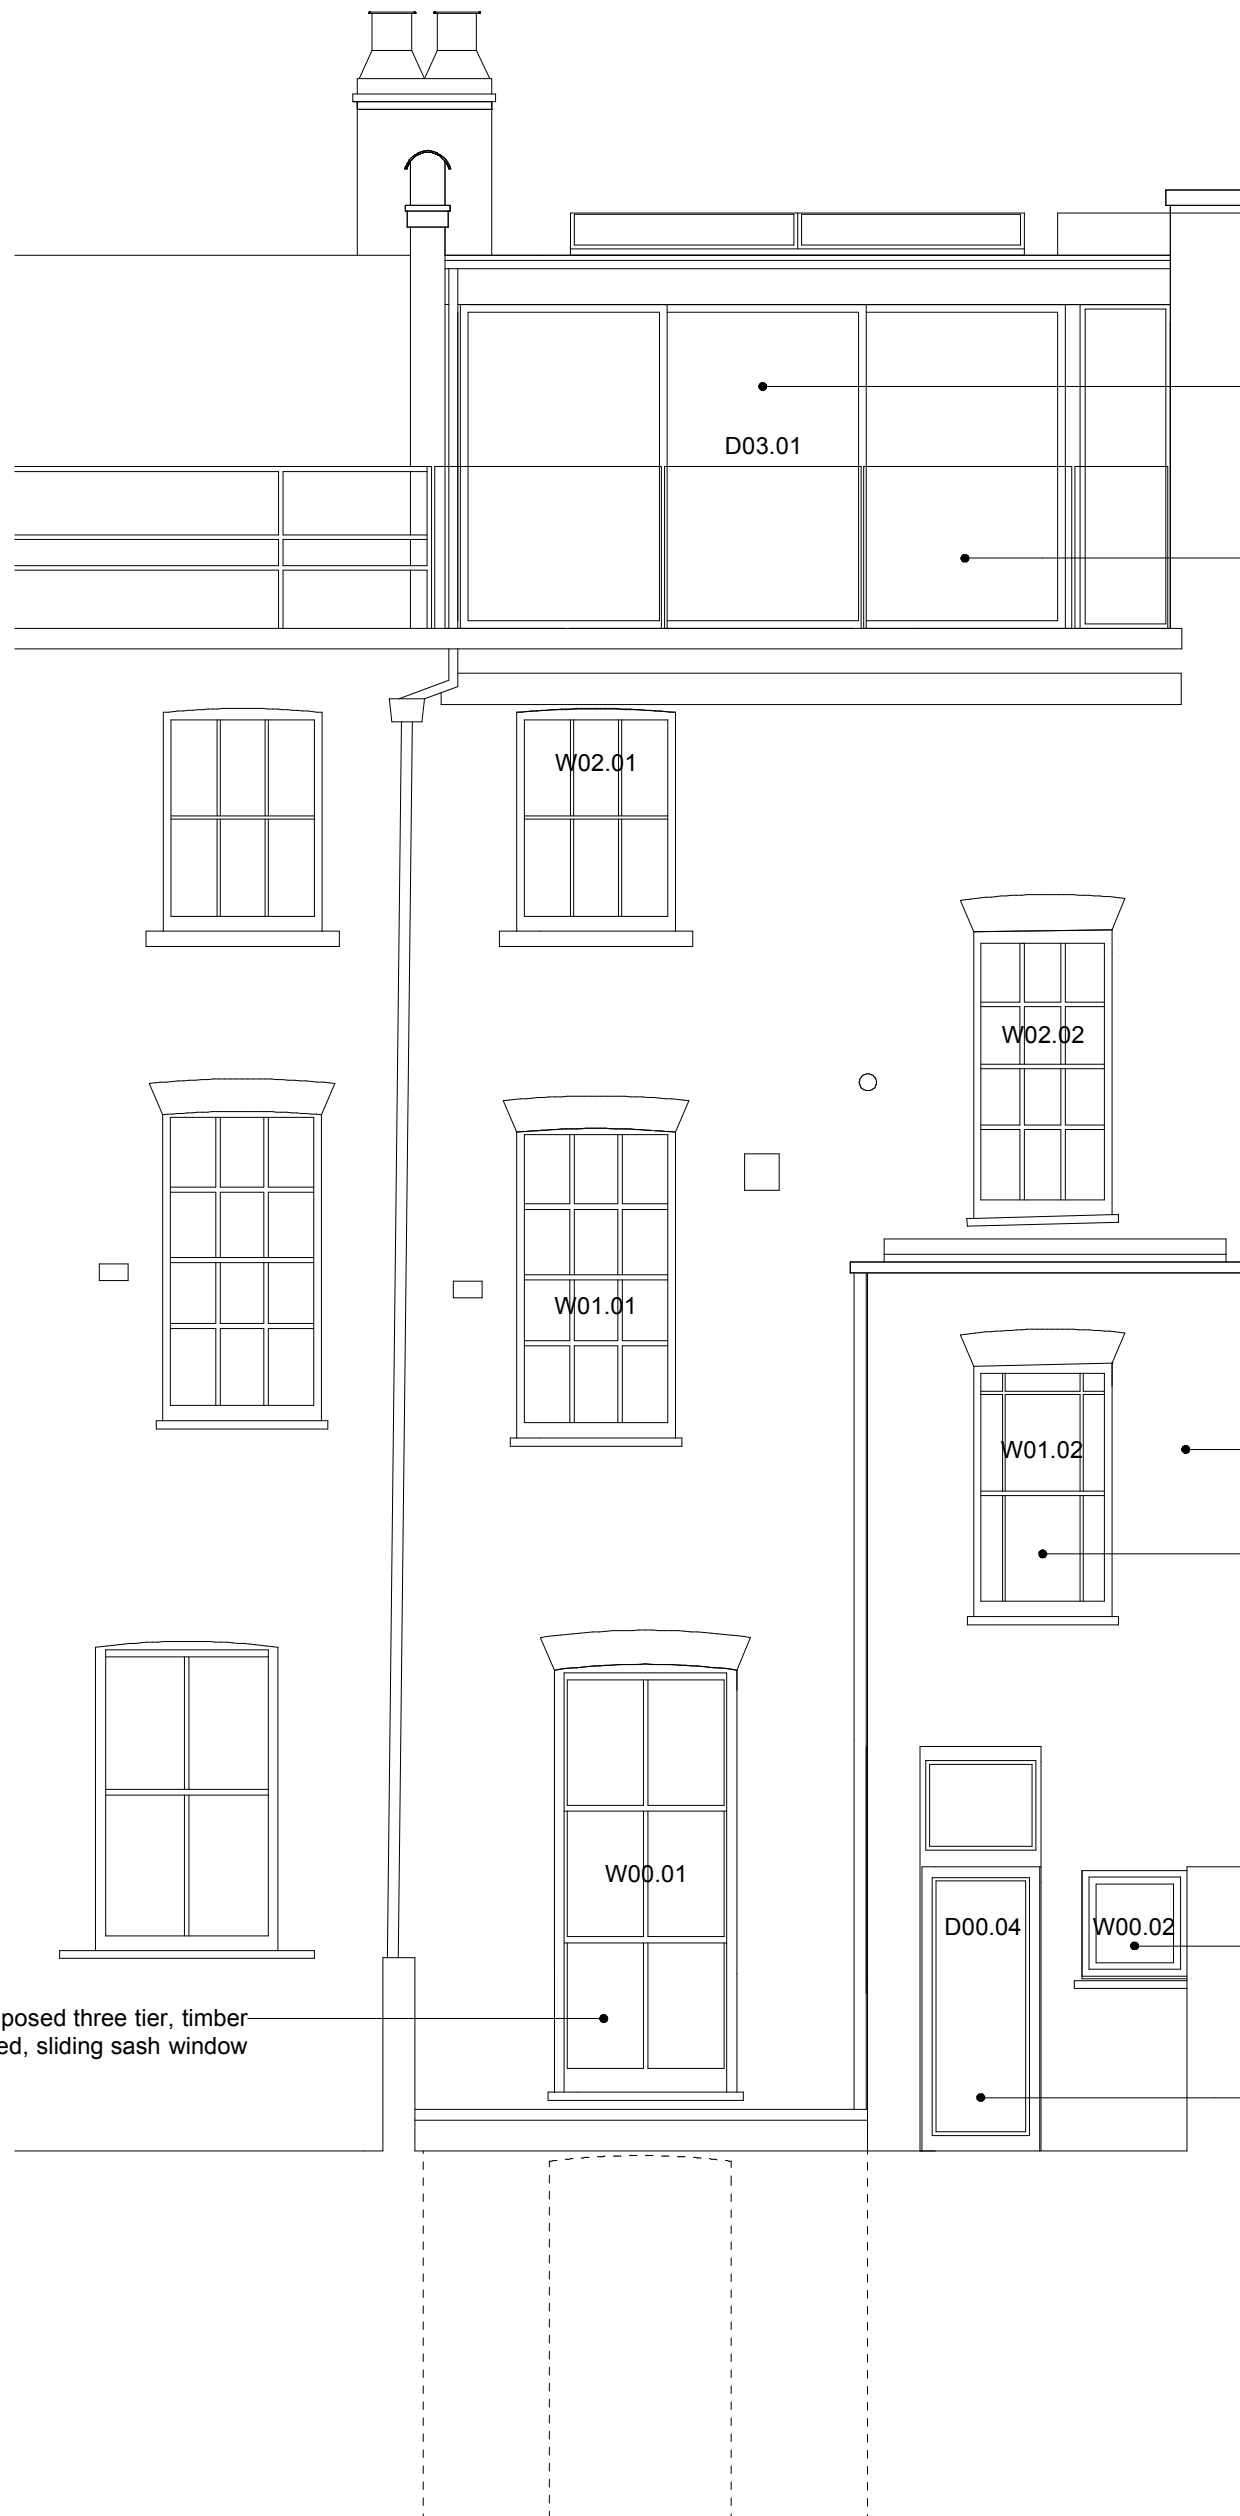 D03.01
W02.01
W02.02
W01.01
W01.02
W00.01
D00.04
W00.02
posed three tier, timber
ed, sliding sash window